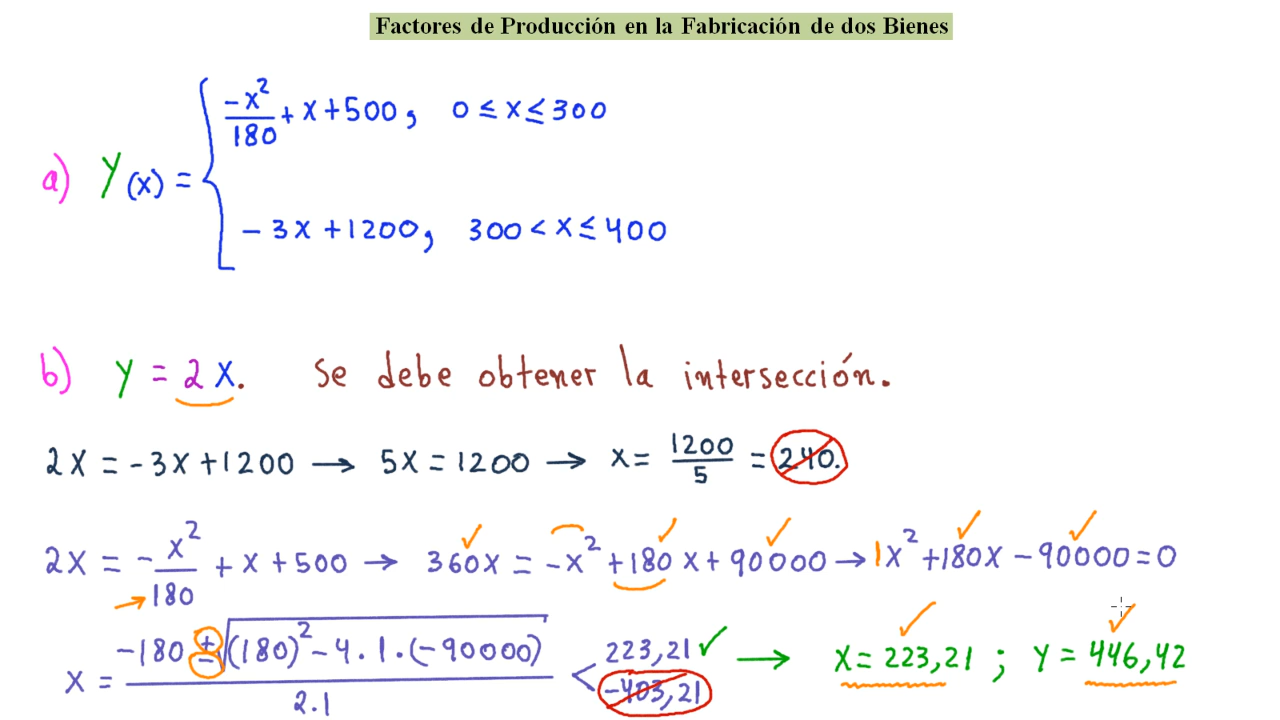 Factores de Producción en la Fabricación de dos Bienes
a) Y(x) = { -x²/180 + x + 500, 0 ≤ x ≤ 300
- 3x + 1200, 300 < x ≤ 400
b) y = 2x. Se debe obtener la intersección.
2x = -3x + 1200 → 5x = 1200 → x = 1200/5 = 240.
2x = -x²/180 + x + 500 → 360x = -x² + 180x + 90000 → 1x² + 180x - 90000 = 0
x = (-180 ± √((180)² - 4 . 1 . (-90000)))/2.1 < 223,21 ✓ → x = 223,21 ; y = 446,42
-403,21